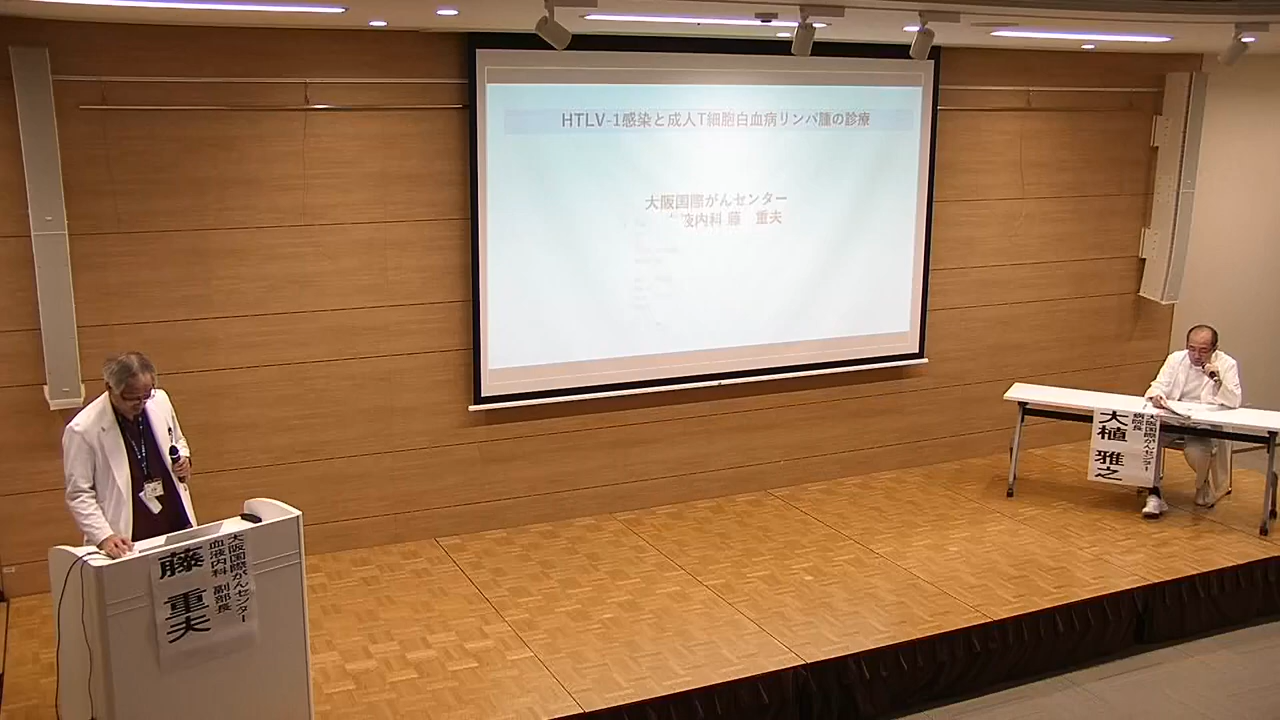 HTLV-1感染と成人T細胞白血病リンパ腫の診療
大阪国際がんセンター
液内科 藤 重夫
大阪国際がんセンター
血液内科 副部長
藤 重夫
大阪国際がんセンター
病院長
大植 雅之